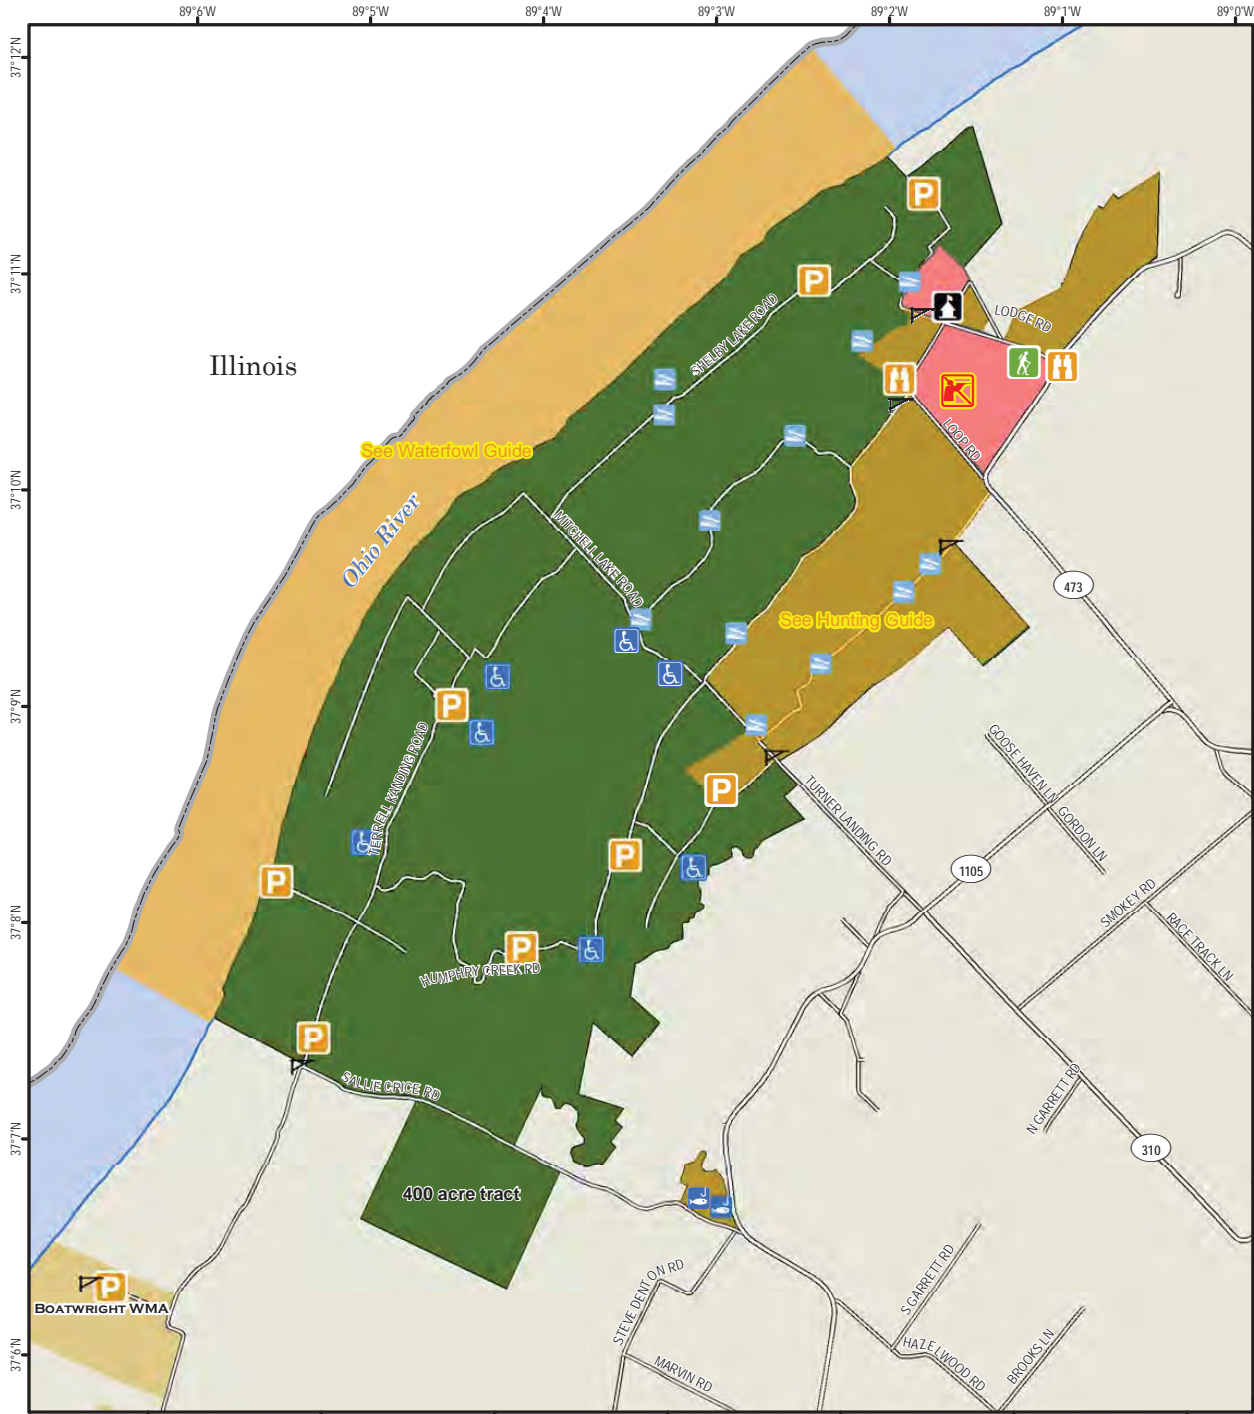 89°6'W
89°5'W
89°4'W
89°3'W
89°2'W
89°1'W
89°0'W
37°12'N
37°11'N
37°10'N
37°9'N
37°8'N
37°7'N
37°6'N
P
P
SHELBY LAKE ROAD
LODGE RD
Illinois
LOOP RD
See Waterfowl Guide
Ohio River
MITCHELL LAKE ROAD
473
See Hunting Guide
P
TERRELL KANDING ROAD
P
GOOSE HAVEN LN
GORDON LN
TURNER LANDING RD
P
1105
P
SMOKEY RD
RACE TRACK LN
P
HUMPHRY CREEK RD
P
SALLIE CRICE RD
N GARRETT RD
310
400 acre tract
P
BOATWRIGHT WMA
STEVE DENTON RD
S GARRETT RD
MARVIN RD
HAZELWOOD RD
BROOKS LN